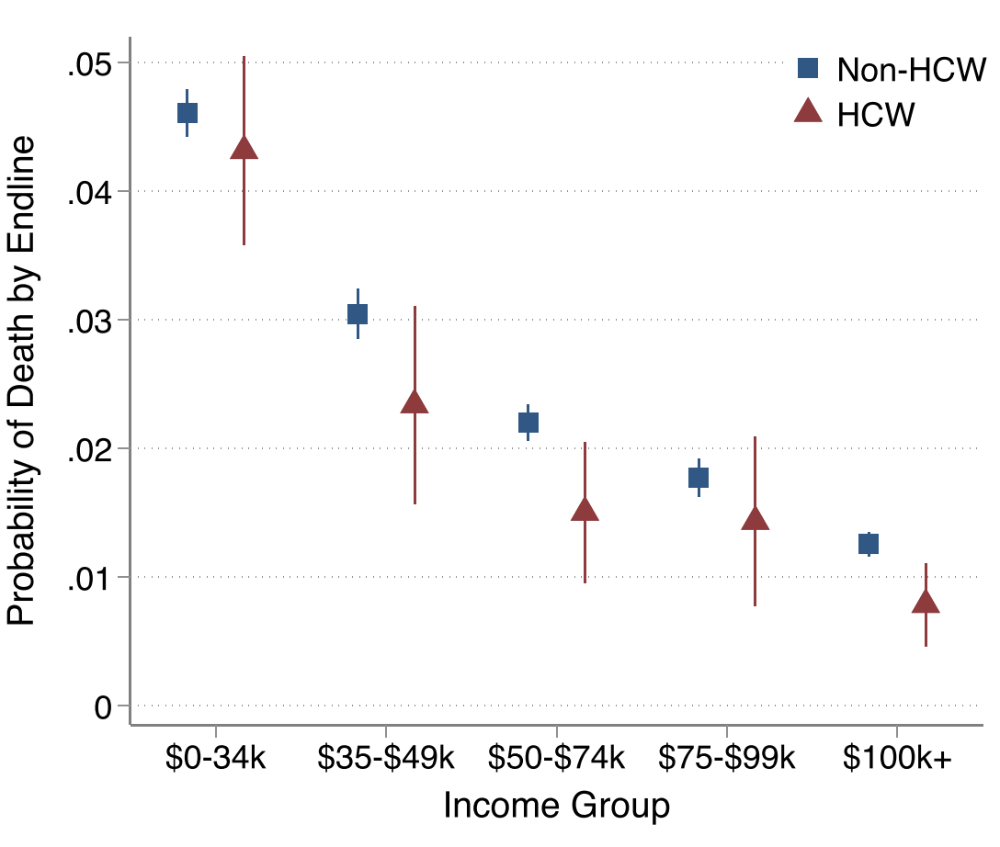 Probability of Death by Endline
.05
.04
.03
.02
.01
0
Non-HCW
HCW
$0-34k
$35-$49k
$50-$74k
$75-$99k
$100k+
Income Group